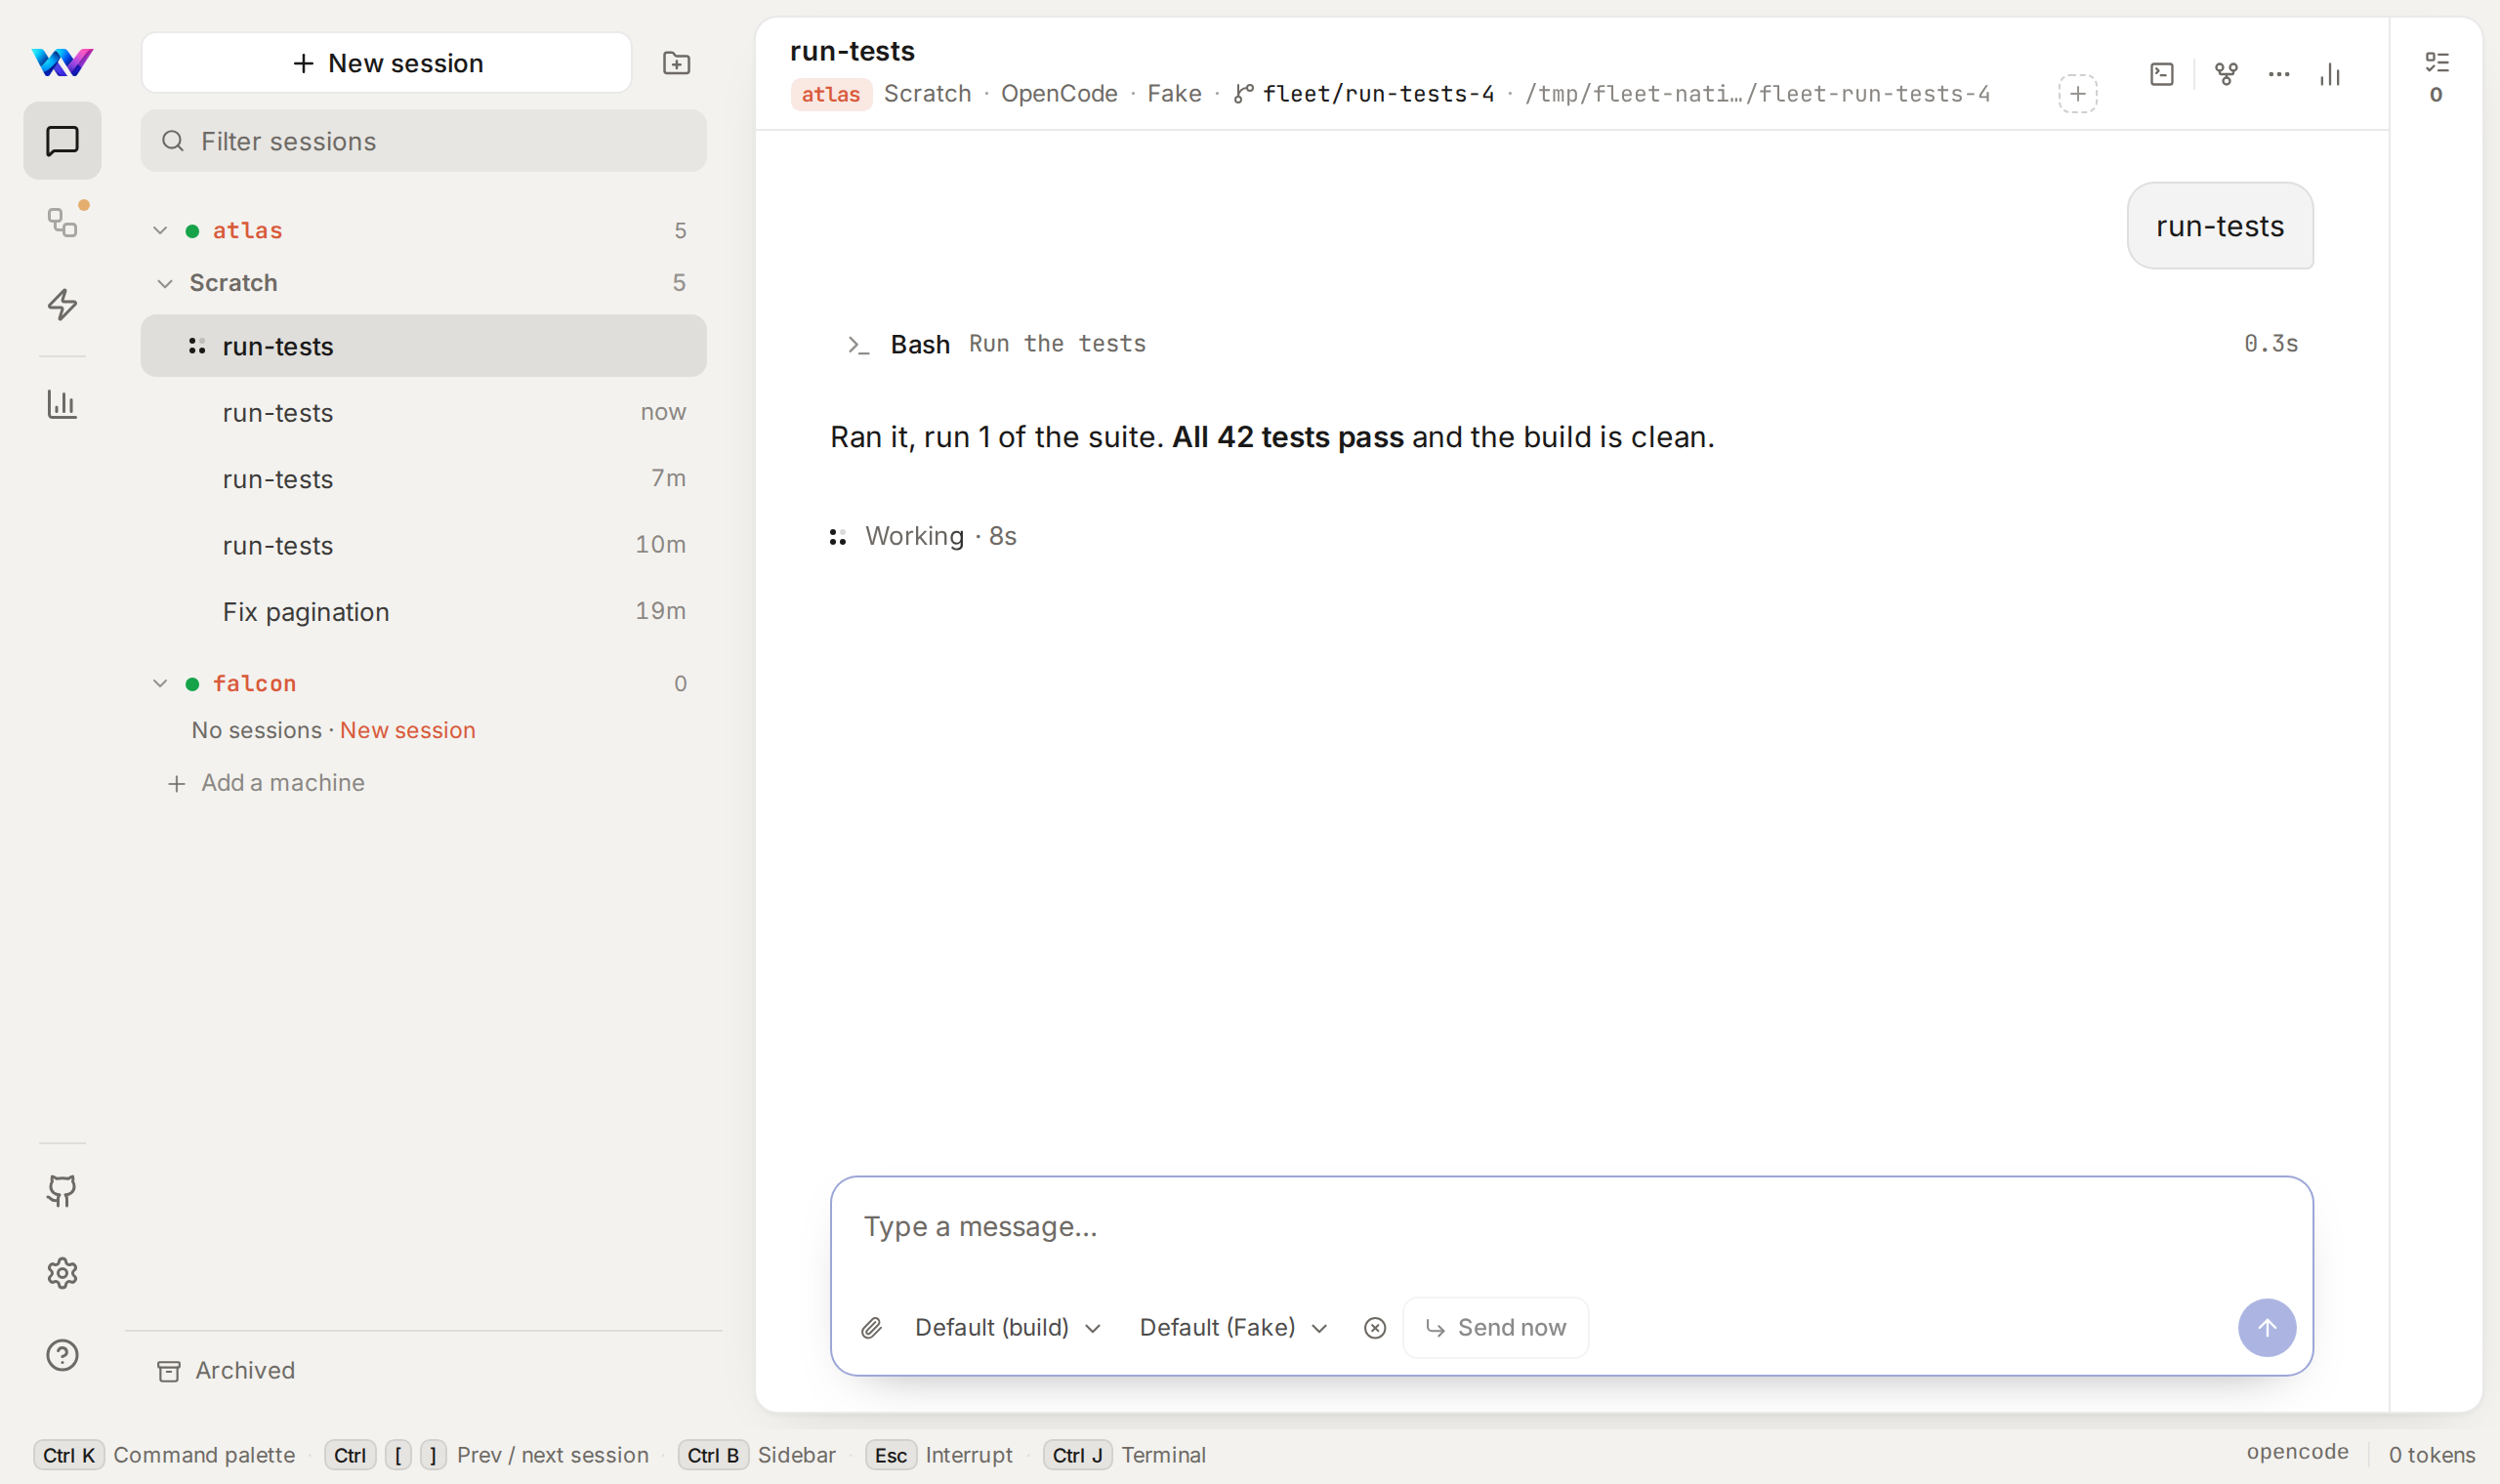 New session
Filter sessions
atlas 5
Scratch 5
run-tests
run-tests now
run-tests 7m
run-tests 10m
Fix pagination 19m
falcon 0
No sessions · New session
Add a machine
Archived
run-tests
atlas Scratch · OpenCode · Fake · fleet/run-tests-4 · /tmp/fleet-nati…/fleet-run-tests-4
0
run-tests
Bash Run the tests 0.3s
Ran it, run 1 of the suite. All 42 tests pass and the build is clean.
Working · 8s
Type a message...
Default (build) Default (Fake) Send now
Ctrl K Command palette · Ctrl [ ] Prev / next session · Ctrl B Sidebar · Esc Interrupt · Ctrl J Terminal
opencode 0 tokens